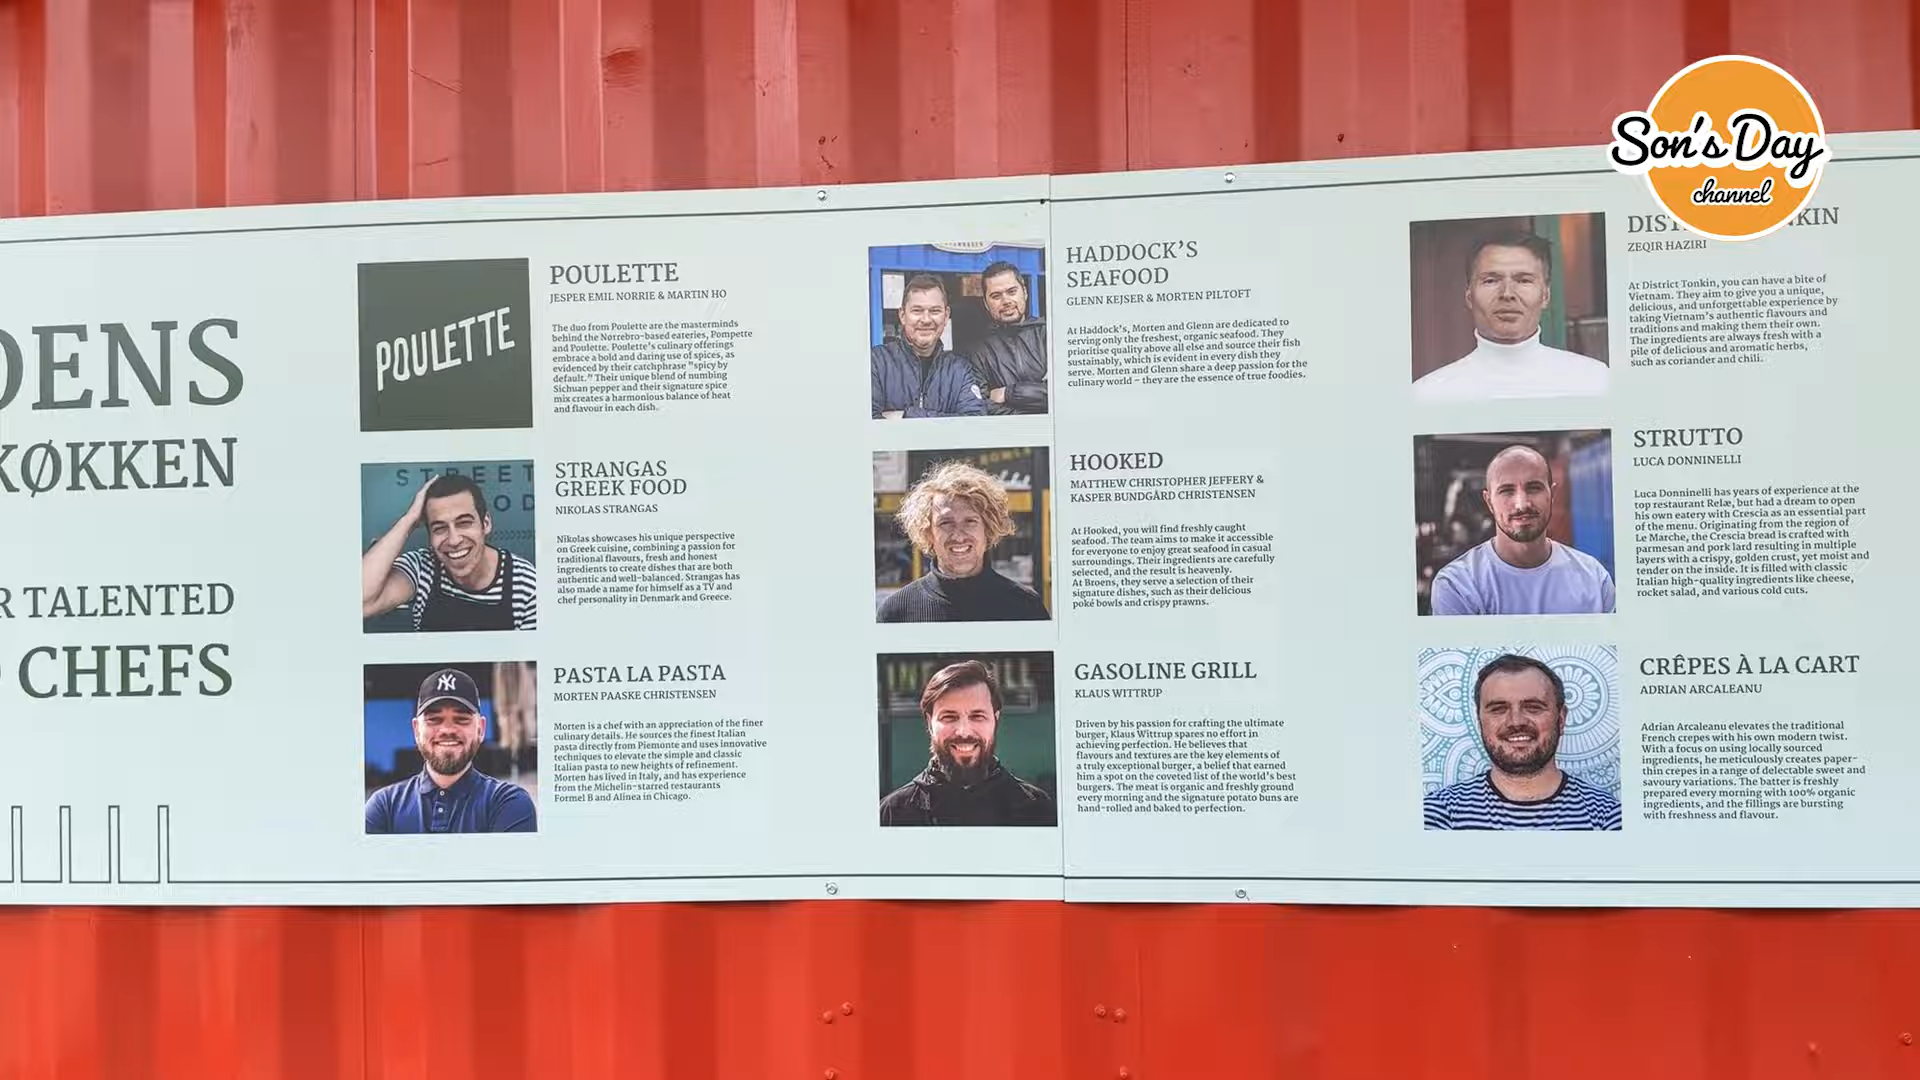 Son's Day
channel
OENS
KØKKEN
R TALENTED
CHEFS
POULETTE
POULETTE
JESPER EMIL NORRIE & MARTIN HO
The duo from Poulette are the masterminds
behind the Nørrebro-based eateries, Pompette
and Poulette. Poulette's culinary offerings
embrace a bold and daring use of spices, as
evidenced by their catchphrase "spicy by
default." Their unique blend of numbing
Sichuan pepper and their signature spice
mix creates a harmonious balance of heat
and flavour in each dish.
STREET
OD
STRANGAS
GREEK FOOD
NIKOLAS STRANGAS
Nikolas showcases his unique perspective
on Greek cuisine, combining a passion for
traditional flavours, fresh and honest
ingredients to create dishes that are both
authentic and well-balanced. Strangas has
also made a name for himself as a TV and
chef personality in Denmark and Greece.
PASTA LA PASTA
MORTEN PAASKE CHRISTENSEN
Morten is a chef with an appreciation of the finer
culinary details. He sources the finest Italian
pasta directly from Piemonte and uses innovative
techniques to elevate the simple and classic
Italian pasta to new heights of refinement.
Morten has lived in Italy, and has experience
from the Michelin-starred restaurants
Formel B and Alinea in Chicago.
HADDOCK'S
SEAFOOD
GLENN KEJSER & MORTEN PILTOFT
At Haddock's, Morten and Glenn are dedicated to
serving only the freshest, organic seafood. They
prioritise quality above all else and source their fish
sustainably, which is evident in every dish they
serve. Morten and Glenn share a deep passion for the
culinary world – they are the essence of true foodies.
HOOKED
MATTHEW CHRISTOPHER JEFFERY &
KASPER BUNDGÅRD CHRISTENSEN
At Hooked, you will find freshly caught
seafood. The team aims to make it accessible
for everyone to enjoy great seafood in casual
surroundings. Their ingredients are carefully
selected, and the result is heavenly.
At Broens, they serve a selection of their
signature dishes, such as their delicious
poké bowls and crispy prawns.
GASOLINE GRILL
KLAUS WITTRUP
Driven by his passion for crafting the ultimate
burger, Klaus Wittrup spares no effort in
achieving perfection. He believes that
flavours and textures are the key elements of
a truly exceptional burger, a belief that earned
him a spot on the coveted list of the world's best
burgers. The meat is organic and freshly ground
every morning and the signature potato buns are
hand-rolled and baked to perfection.
DIST KIN
ZEQIR HAZIRI
At District Tonkin, you can have a bite of
Vietnam. They aim to give you a unique,
delicious, and unforgettable experience by
taking Vietnam's authentic flavours and
traditions and making them their own.
The ingredients are always fresh with a
pile of delicious and aromatic herbs,
such as coriander and chili.
STRUTTO
LUCA DONNINELLI
Luca Donninelli has years of experience at the
top restaurant Relæ, but had a dream to open
his own eatery with Crescia as an essential part
of the menu. Originating from the region of
Le Marche, the Crescia bread is crafted with
parmesan and pork lard resulting in multiple
layers with a crispy, golden crust, yet moist and
tender on the inside. It is filled with classic
Italian high-quality ingredients like cheese,
rocket salad, and various cold cuts.
CRÊPES À LA CART
ADRIAN ARCALEANU
Adrian Arcaleanu elevates the traditional
French crepes with his own modern twist.
With a focus on using locally sourced
ingredients, he meticulously creates paper-
thin crepes in a range of delectable sweet and
savoury variations. The batter is freshly
prepared every morning with 100% organic
ingredients, and the fillings are bursting
with freshness and flavour.